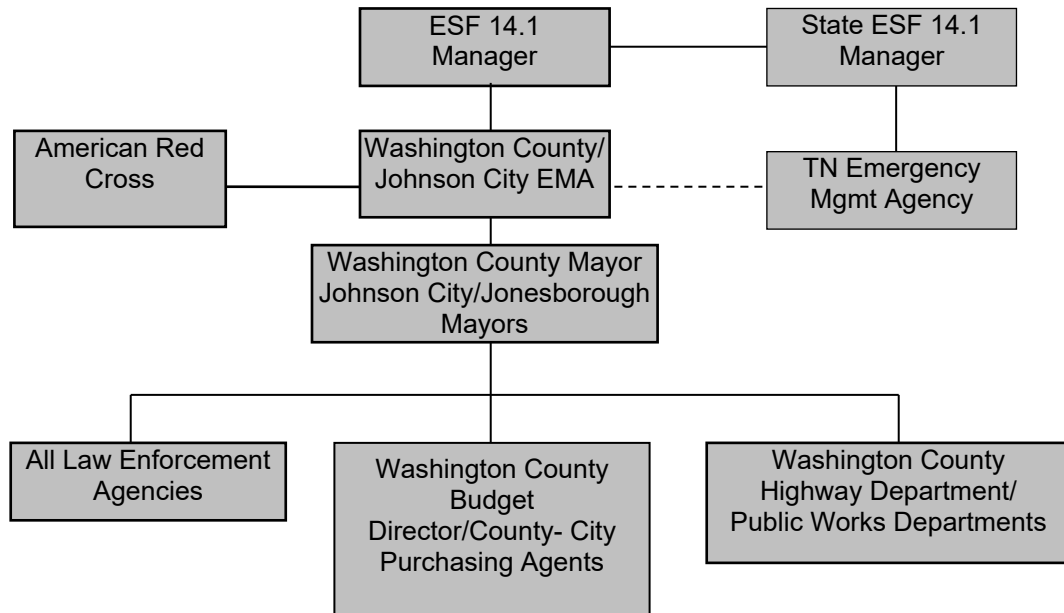 ESF 14.1
Manager
State ESF 14.1
Manager
American Red
Cross
Washington County/
Johnson City EMA
TN Emergency
Mgmt Agency
Washington County Mayor
Johnson City/Jonesborough
Mayors
All Law Enforcement
Agencies
Washington County
Budget
Director/County- City
Purchasing Agents
Washington County
Highway Department/
Public Works Departments